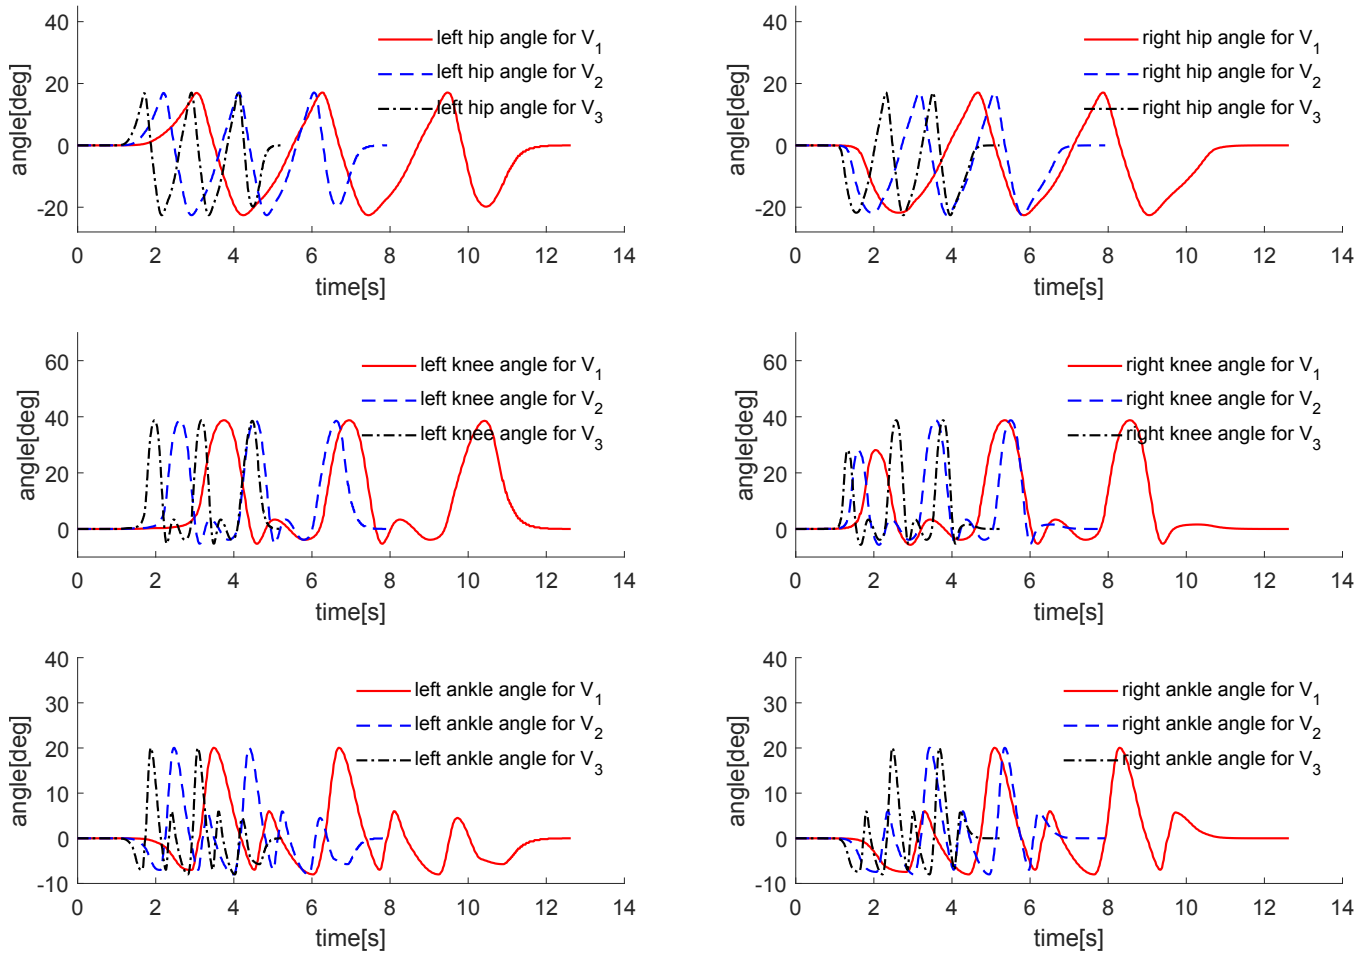 40
20
0
-20
angle[deg]
0 2 4 6 8 10 12 14
time[s]
left hip angle for V1
left hip angle for V2
left hip angle for V3
40
20
0
-20
angle[deg]
0 2 4 6 8 10 12 14
time[s]
right hip angle for V1
right hip angle for V2
right hip angle for V3
60
40
20
0
angle[deg]
0 2 4 6 8 10 12 14
time[s]
left knee angle for V1
left knee angle for V2
left knee angle for V3
60
40
20
0
angle[deg]
0 2 4 6 8 10 12 14
time[s]
right knee angle for V1
right knee angle for V2
right knee angle for V3
40
30
20
10
0
-10
angle[deg]
0 2 4 6 8 10 12 14
time[s]
left ankle angle for V1
left ankle angle for V2
left ankle angle for V3
40
30
20
10
0
-10
angle[deg]
0 2 4 6 8 10 12 14
time[s]
right ankle angle for V1
right ankle angle for V2
right ankle angle for V3